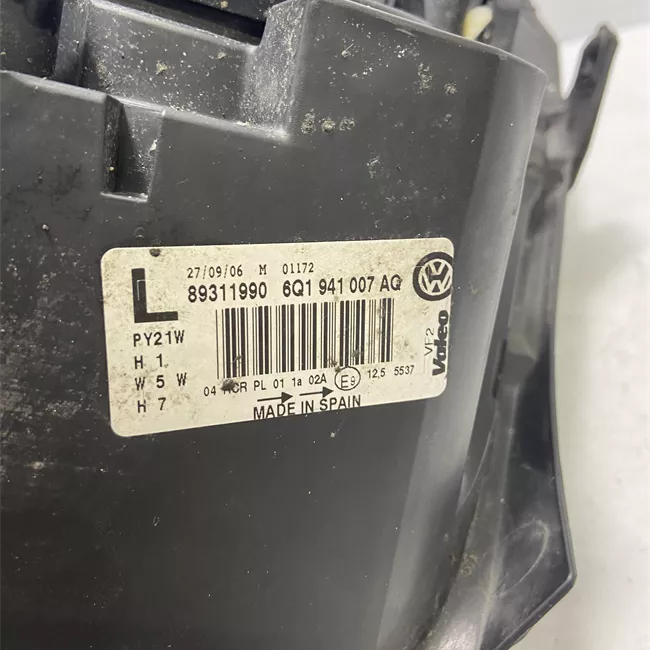 L
27/09/06 M 01172
89311990 6Q1 941 007 AQ
PY21W
H 1
W 5 W
H 7
04 HCR PL 01 1a 02A E9 12,5 5537
MADE IN SPAIN
VF2
Valeo